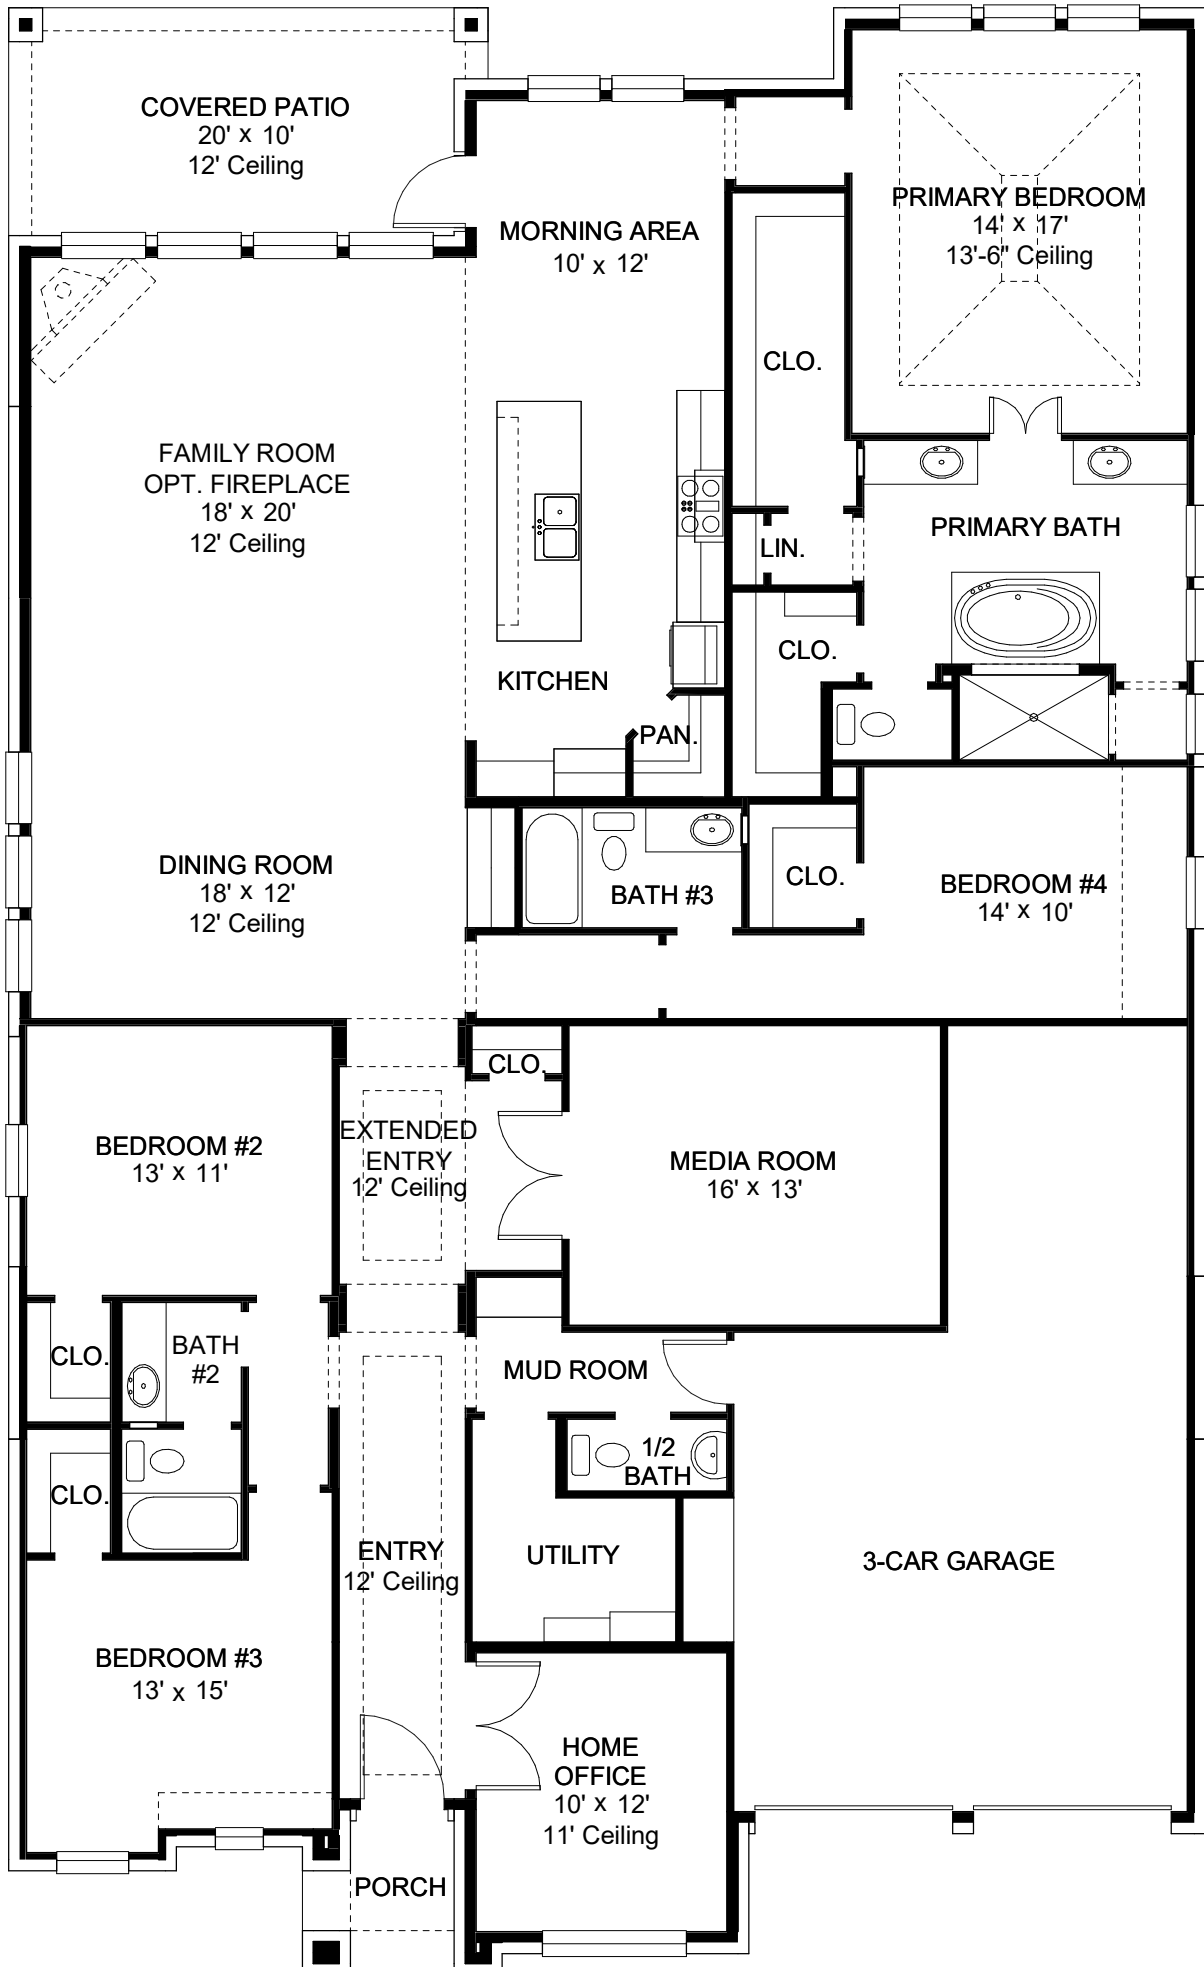 COVERED PATIO
20' x 10'
12' Ceiling
PRIMARY BEDROOM
14' x 17'
13'-6" Ceiling
MORNING AREA
10' x 12'
CLO.
FAMILY ROOM
OPT. FIREPLACE
18' x 20'
12' Ceiling
LIN.
PRIMARY BATH
CLO.
KITCHEN
PAN.
DINING ROOM
18' x 12'
12' Ceiling
BATH #3
CLO.
BEDROOM #4
14' x 10'
CLO.
BEDROOM #2
13' x 11'
EXTENDED
ENTRY
12' Ceiling
MEDIA ROOM
16' x 13'
CLO.
BATH
#2
MUD ROOM
1/2
BATH
CLO.
ENTRY
12' Ceiling
UTILITY
3-CAR GARAGE
BEDROOM #3
13' x 15'
HOME
OFFICE
10' x 12'
11' Ceiling
PORCH